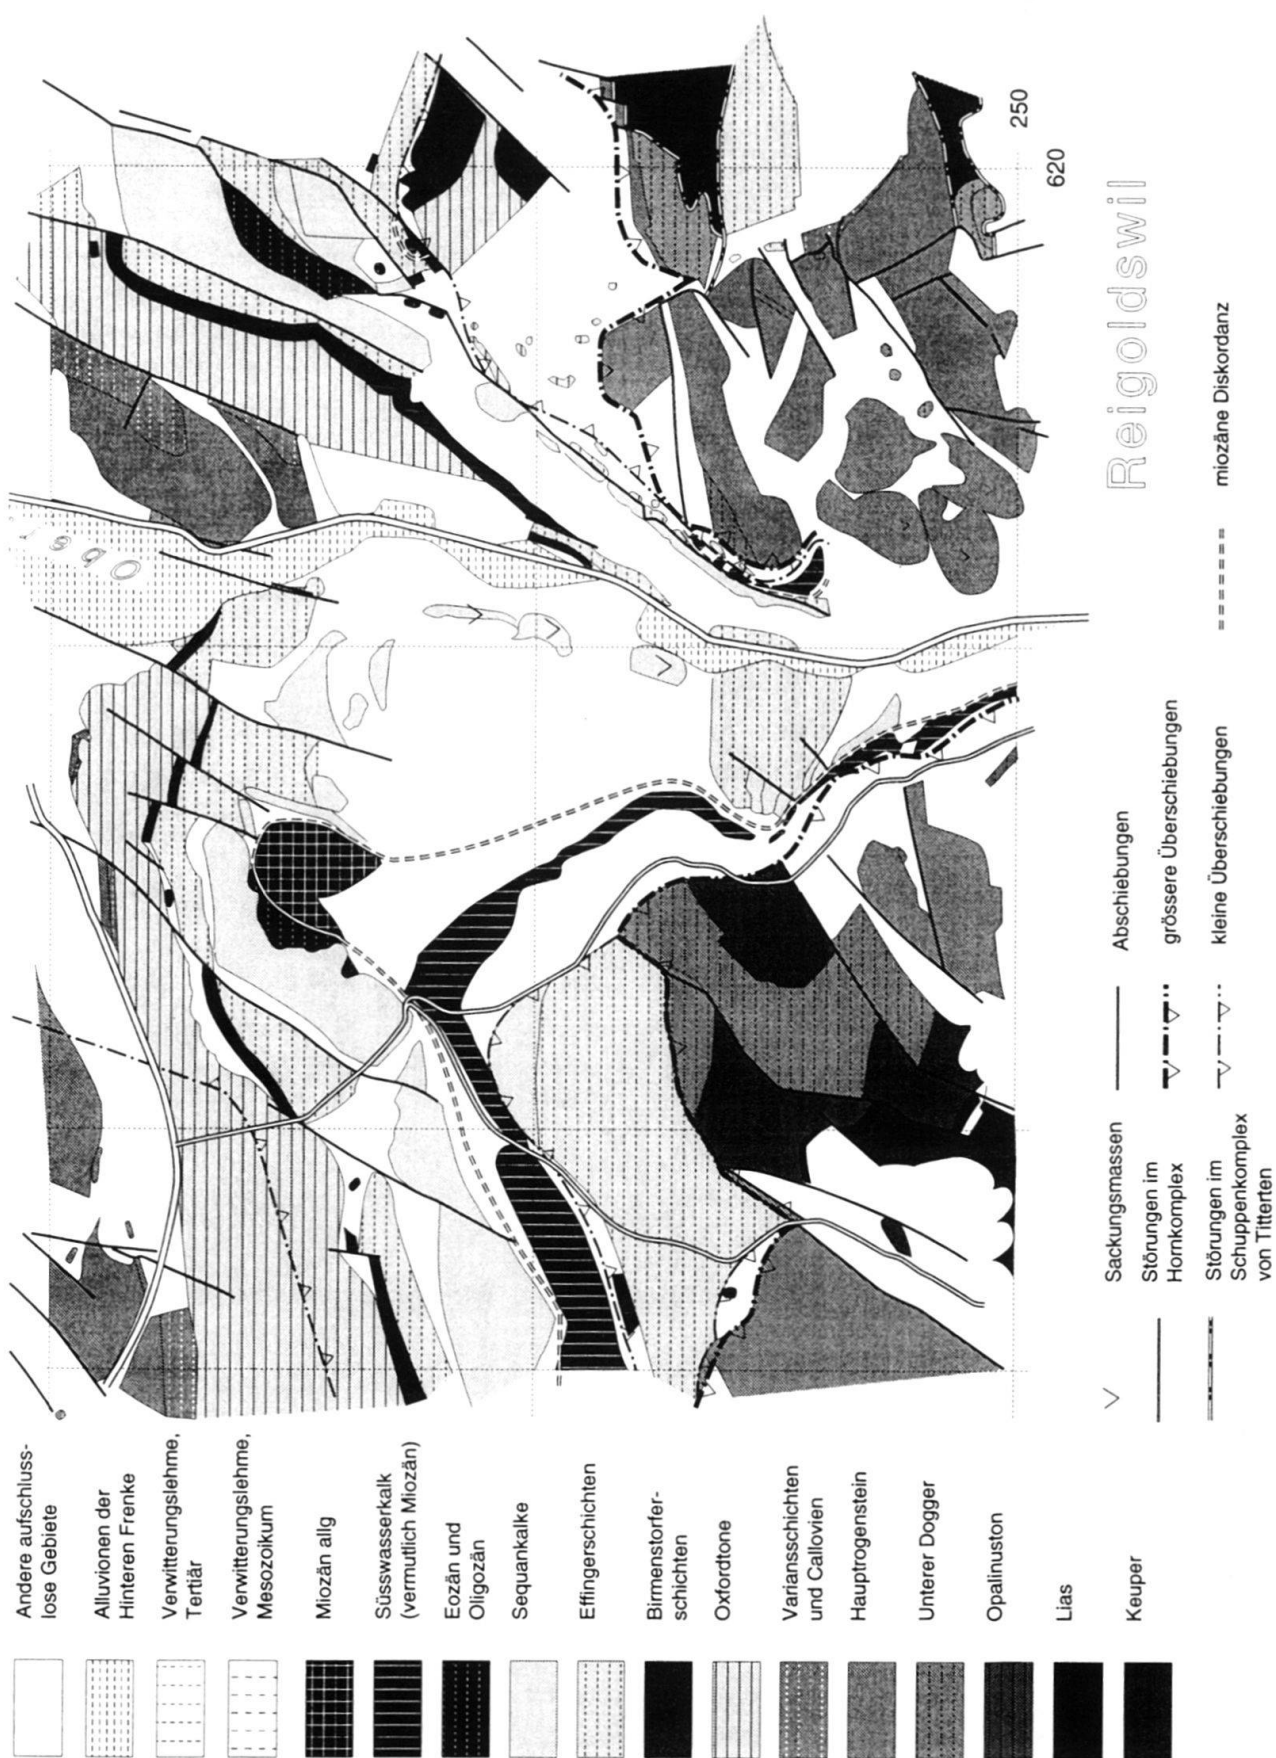 obs
250
620
Reigoldswil
Andere aufschluss-
lose Gebiete
Alluvionen der
Hinteren Frenke
Verwitterungslehme,
Tertiär
Verwitterungslehme,
Mesozoikum
Miozän allg
Süsswasserkalk
(vermutlich Miozän)
Eozän und
Oligozän
Sequankalke
Effingerschichten
Birmenstorfer-
schichten
Oxfordtone
Variansschichten
und Callovien
Hauptrogenstein
Unterer Dogger
Opalinuston
Lias
Keuper
Sackungsmassen
Störungen im
Hornkomplex
Störungen im
Schuppenkomplex
von Titterten
Abschiebungen
grössere Überschiebungen
kleine Überschiebungen
miozäne Diskordanz